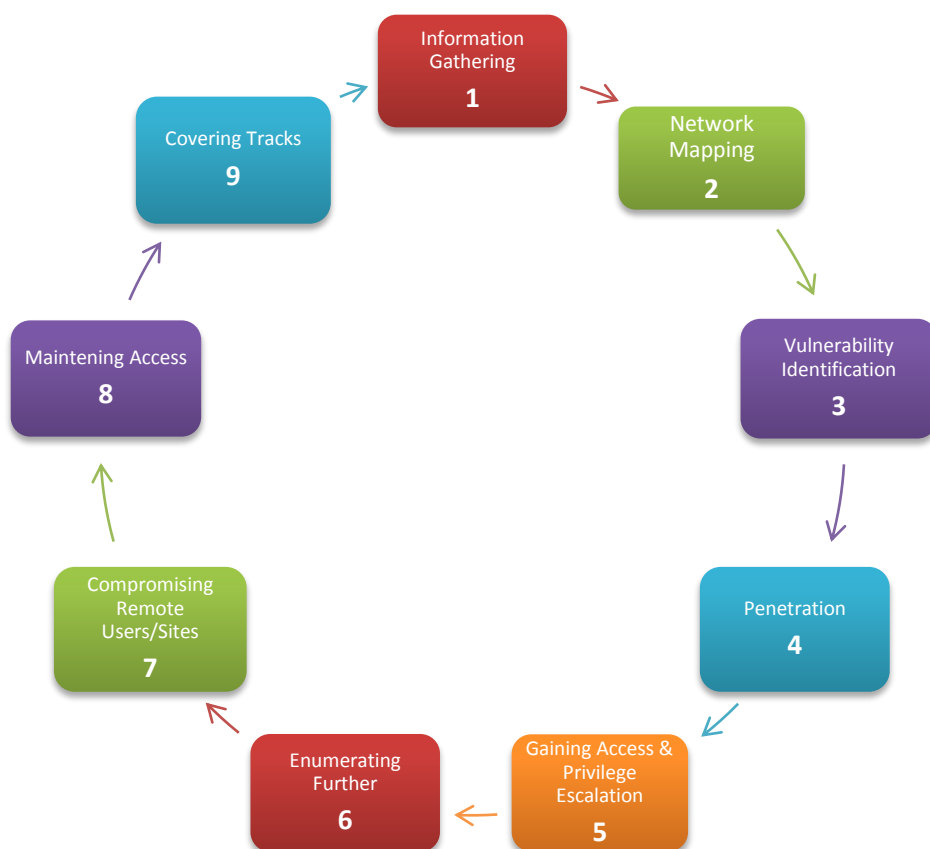 Information
Gathering
1
Network
Mapping
2
Vulnerability
Identification
3
Penetration
4
Gaining Access &
Privilege
Escalation
5
Enumerating
Further
6
Compromising
Remote
Users/Sites
7
Maintening Access
8
Covering Tracks
9